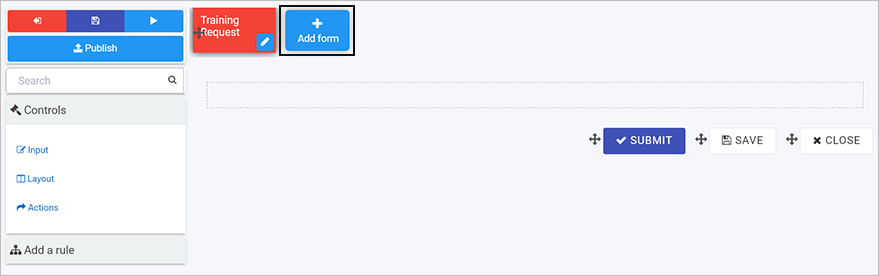 Publish
Search
Controls
Input
Layout
Actions
Add a rule
Training
Request
Add form
SUBMIT
SAVE
CLOSE